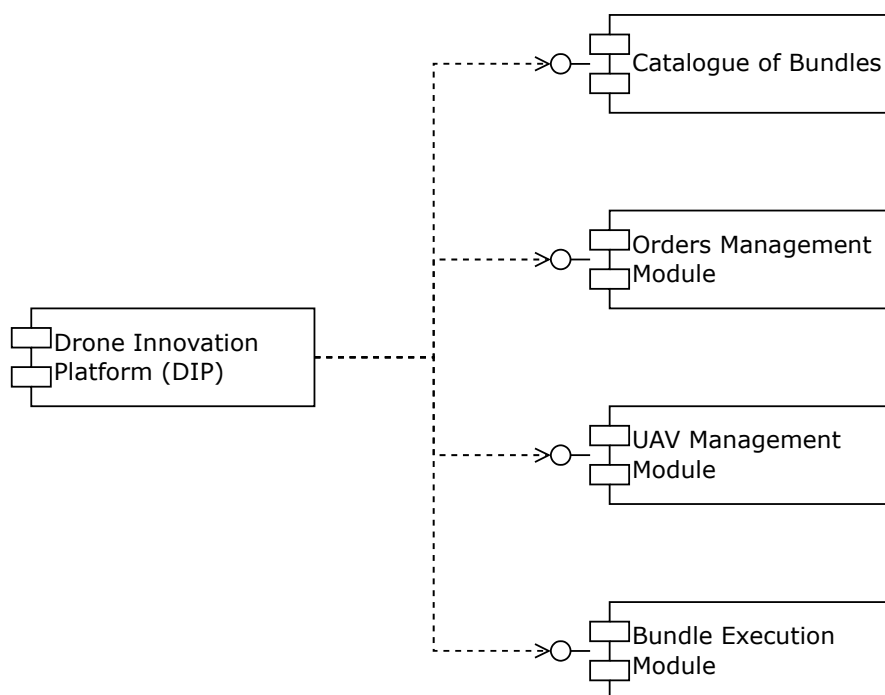 Catalogue of Bundles
Orders Management
Module
Drone Innovation
Platform (DIP)
UAV Management
Module
Bundle Execution
Module